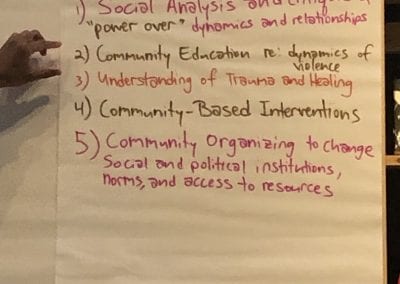 1) Social Analysis and
"power over" dynamics and relationships
2) Community Education re: dynamics of
violence
3) Understanding of Trauma and Healing
4) Community-Based Interventions
5) Community Organizing to change
Social and political institutions,
norms, and access to resources